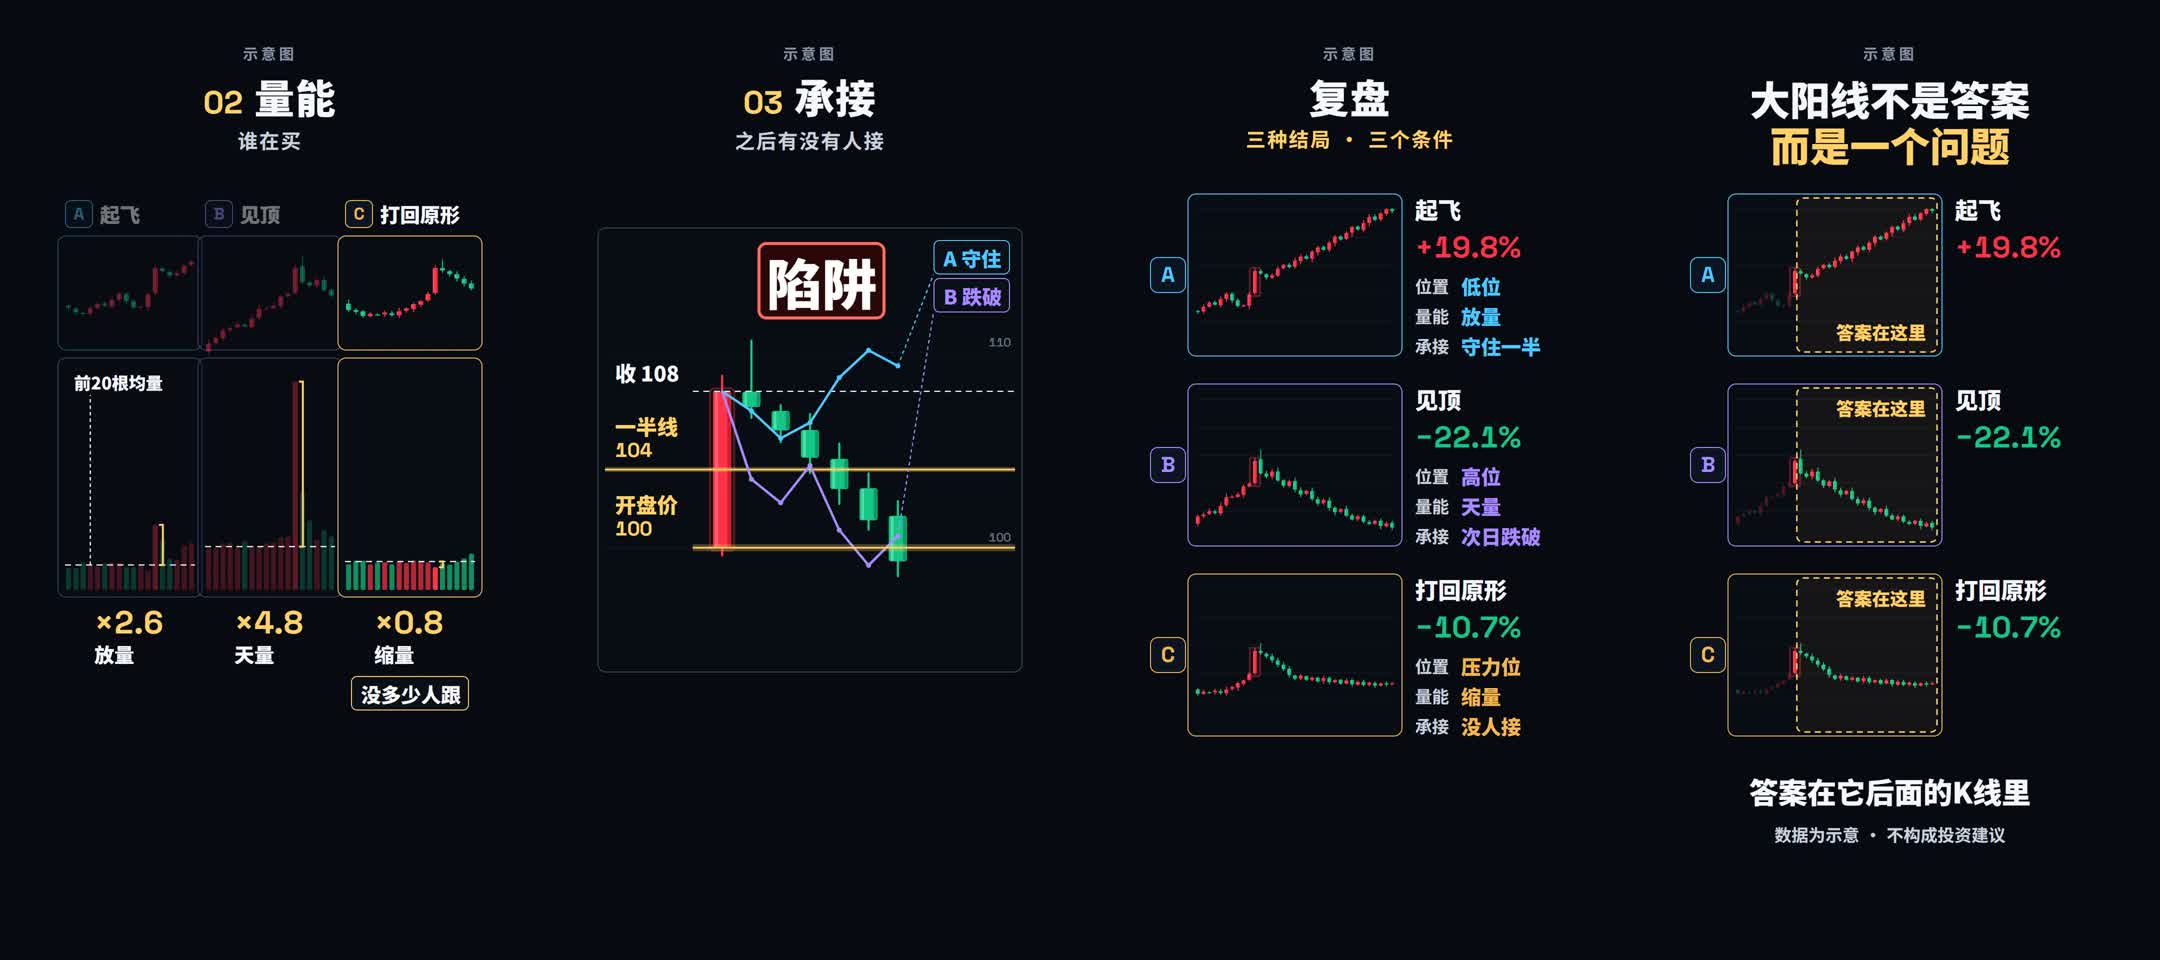 示意图
02 量能
谁在买
A 起飞
B 见顶
C 打回原形
前20根均量
×2.6
放量
×4.8
天量
×0.8
缩量
没多少人跟
示意图
03 承接
之后有没有人接
陷阱
A 守住
B 跌破
110
收 108
一半线
104
开盘价
100
100
示意图
复盘
三种结局 · 三个条件
A
起飞
+19.8%
位置 低位
量能 放量
承接 守住一半
B
见顶
-22.1%
位置 高位
量能 天量
承接 次日跌破
C
打回原形
-10.7%
位置 压力位
量能 缩量
承接 没人接
示意图
大阳线不是答案
而是一个问题
A
答案在这里
起飞
+19.8%
B
答案在这里
见顶
-22.1%
C
答案在这里
打回原形
-10.7%
答案在它后面的K线里
数据为示意 · 不构成投资建议